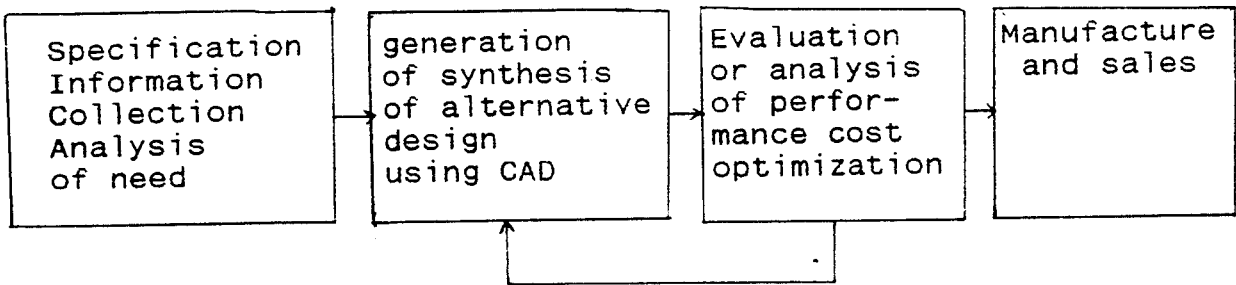 Specification
Information
Collection
Analysis
of need
generation
of synthesis
of alternative
design
using CAD
Evaluation
or analysis
of perfor-
mance cost
optimization
Manufacture
and sales